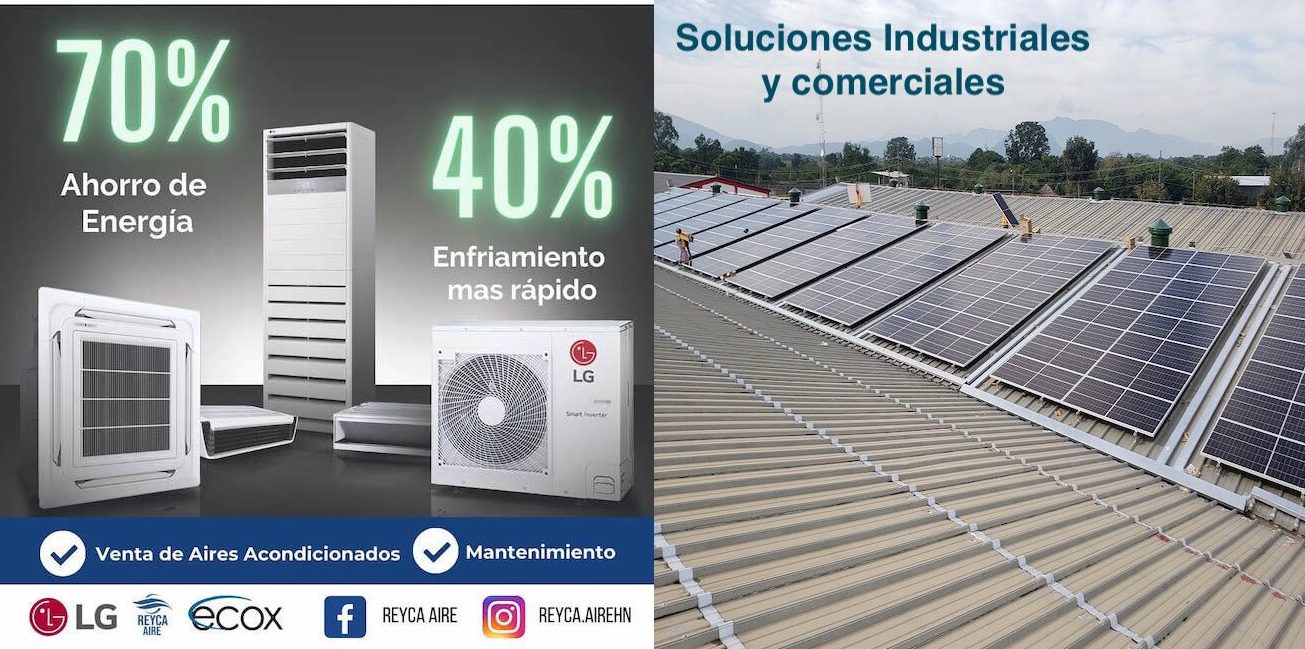 70%
Ahorro de
Energía
40%
Enfriamiento
mas rápido
LG
Smart Inverter
Venta de Aires Acondicionados
Mantenimiento
LG
REYCA
AIRE
ecox
REYCA AIRE
REYCA.AIREHN
Soluciones Industriales
y comerciales